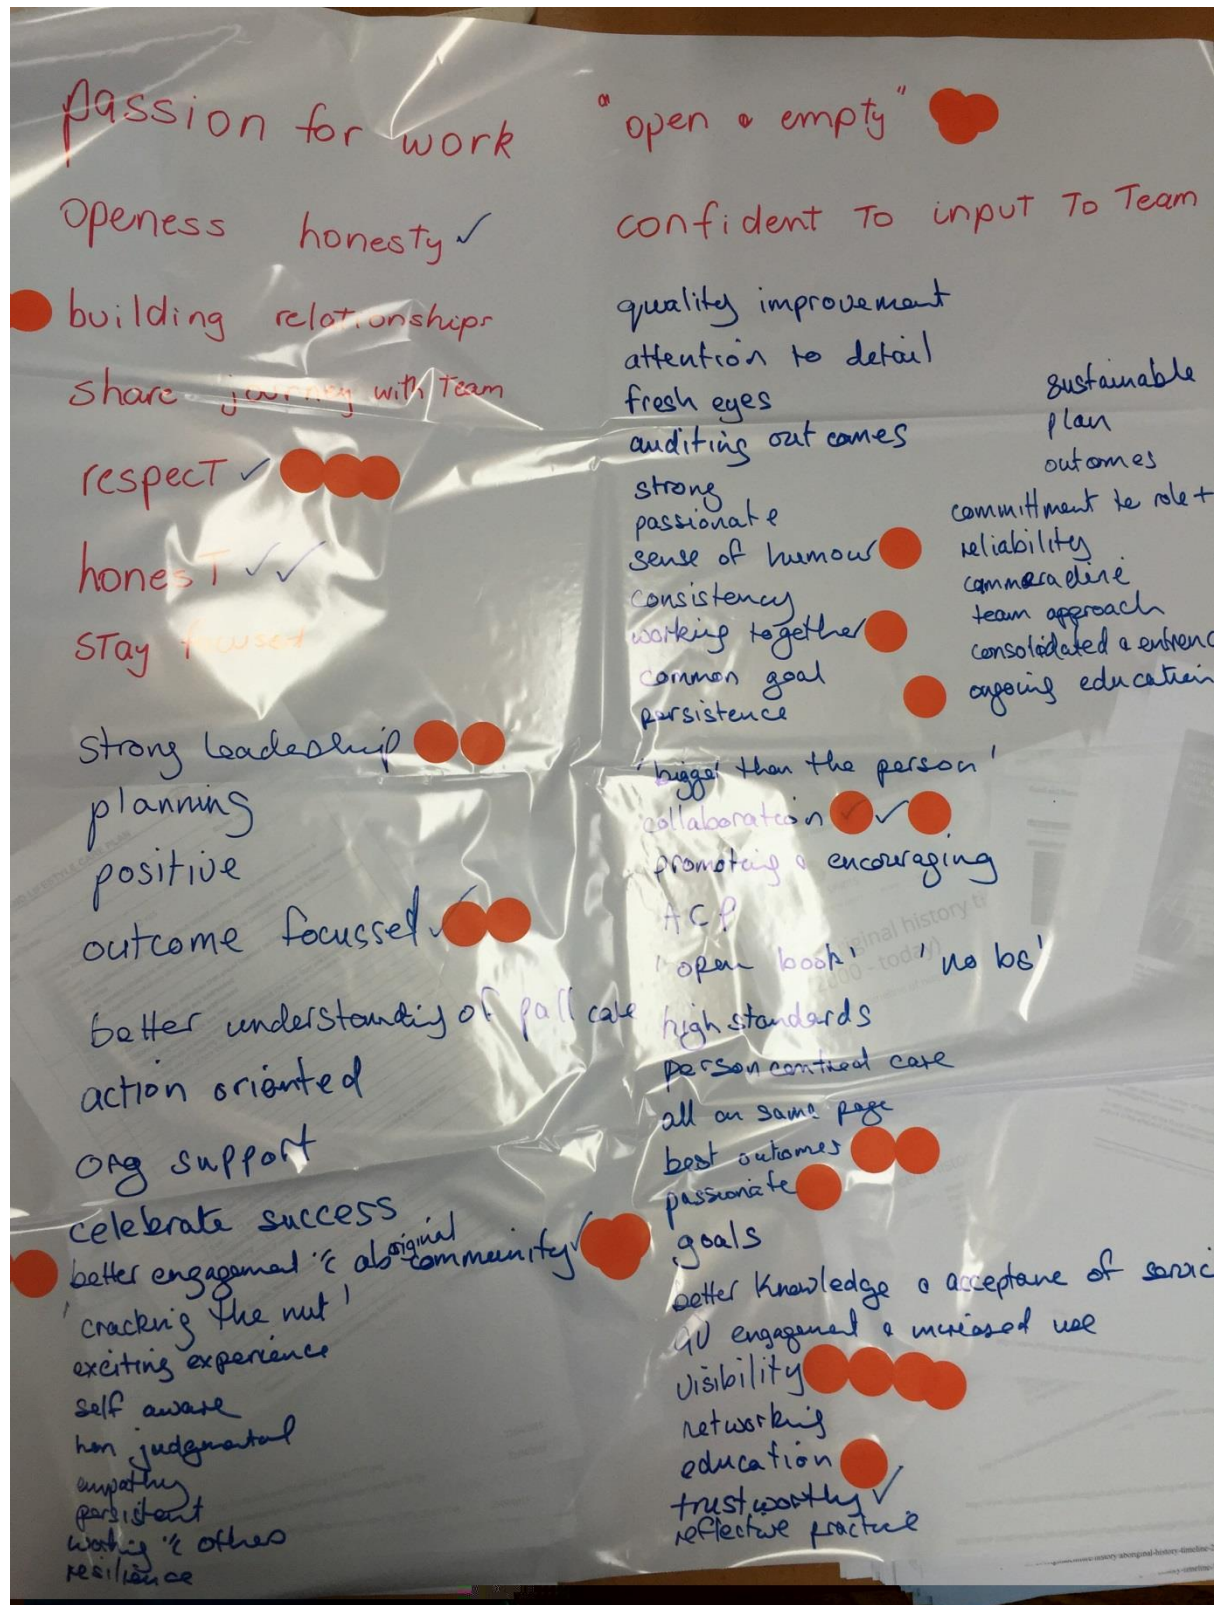 passion for work
openess honesty ✓
building relationships
share journey with Team
respecT ✓
honesT ✓✓
STay focused
strong leadership
planning
positive
outcome focussed ✓
better understanding of pall care
action oriented
org support
celebrate success
better engagement c̄ aboriginal community ✓
'cracking the nut'
exciting experience
self aware
non judgmental
empathy
persistent
working c̄ others
resilience
"open & empty"
confident To input To Team
quality improvement
attention to detail
fresh eyes
auditing outcomes
strong
passionate
sense of humour
consistency
working together
common goal
persistence
'bigger than the person'
collaboration ✓ ✓
promoting & encouraging
ACP
'open book' 'no bs'
high standards
person centred care
all on same page
best outcomes
passionate
goals
better knowledge & acceptance of servic
engagement & increased use
visibility
networking
education
trustworthy ✓
reflective practice
sustainable
plan
outcomes
committment to role +
reliability
cammeraderie
team approach
consolidated & entrenc
ongoing education